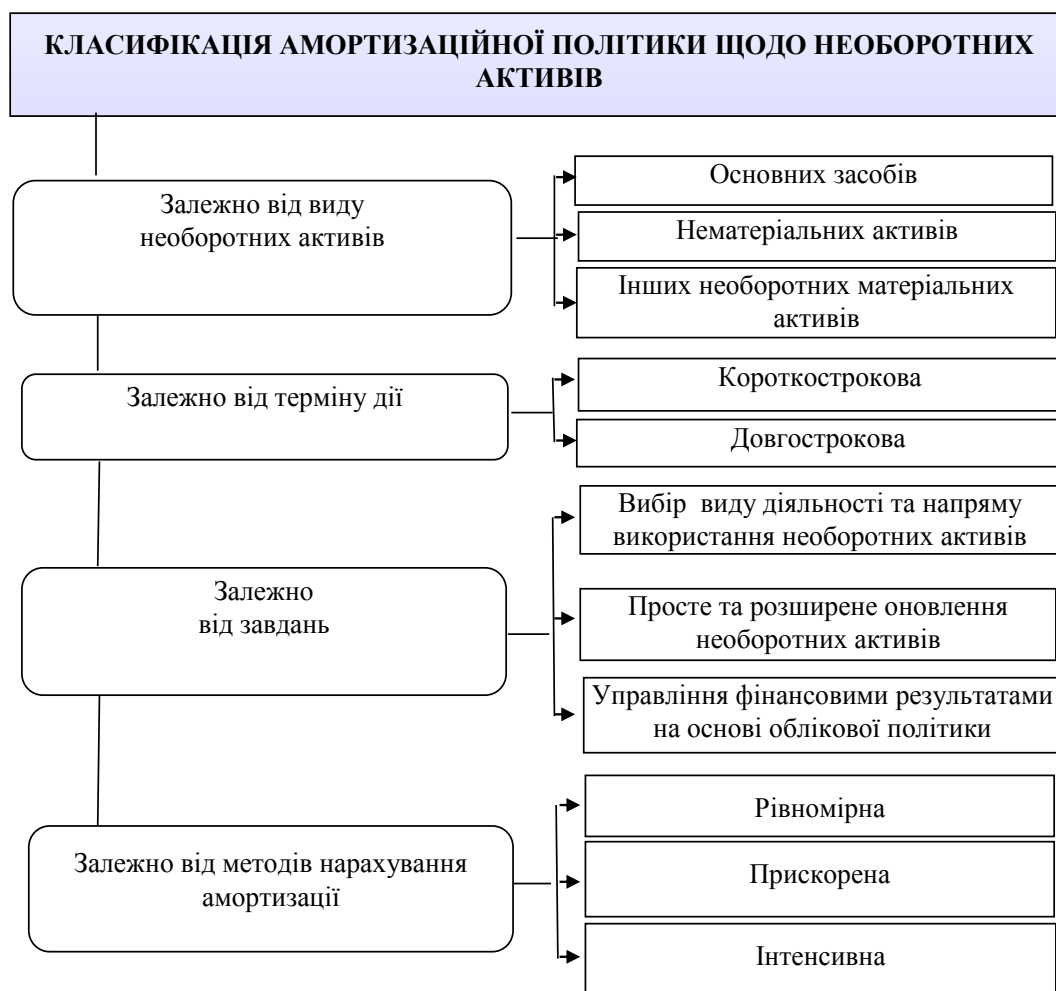 КЛАСИФІКАЦІЯ АМОРТИЗАЦІЙНОЇ ПОЛІТИКИ ЩОДО НЕОБОРОТНИХ
АКТИВІВ
Залежно від виду
необоротних активів
Основних засобів
Нематеріальних активів
Інших необоротних матеріальних
активів
Залежно від терміну дії
Короткострокова
Довгострокова
Залежно
від завдань
Вибір виду діяльності та напряму
використання необоротних активів
Просте та розширене оновлення
необоротних активів
Управління фінансовими результатами
на основі облікової політики
Залежно від методів нарахування
амортизації
Рівномірна
Прискорена
Інтенсивна